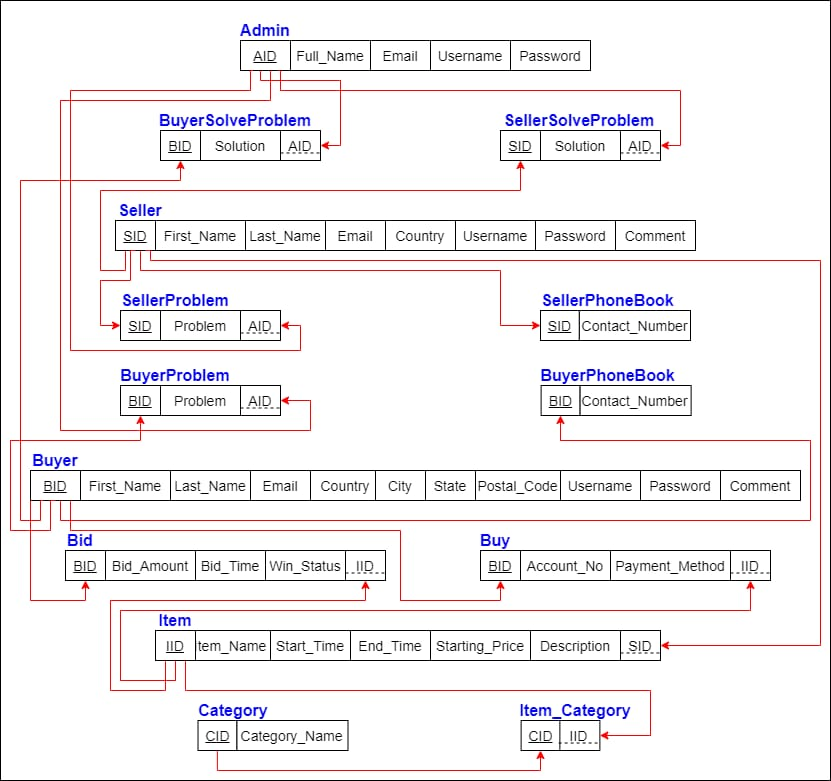 Admin
AID Full_Name Email Username Password
BuyerSolveProblem SellerSolveProblem
BID Solution AID SID Solution AID
Seller
SID First_Name Last_Name Email Country Username Password Comment
SellerProblem SellerPhoneBook
SID Problem AID SID Contact_Number
BuyerProblem BuyerPhoneBook
BID Problem AID BID Contact_Number
Buyer
BID First_Name Last_Name Email Country City State Postal_Code Username Password Comment
Bid Buy
BID Bid_Amount Bid_Time Win_Status IID BID Account_No Payment_Method IID
Item
IID Item_Name Start_Time End_Time Starting_Price Description SID
Category Item_Category
CID Category_Name CID IID